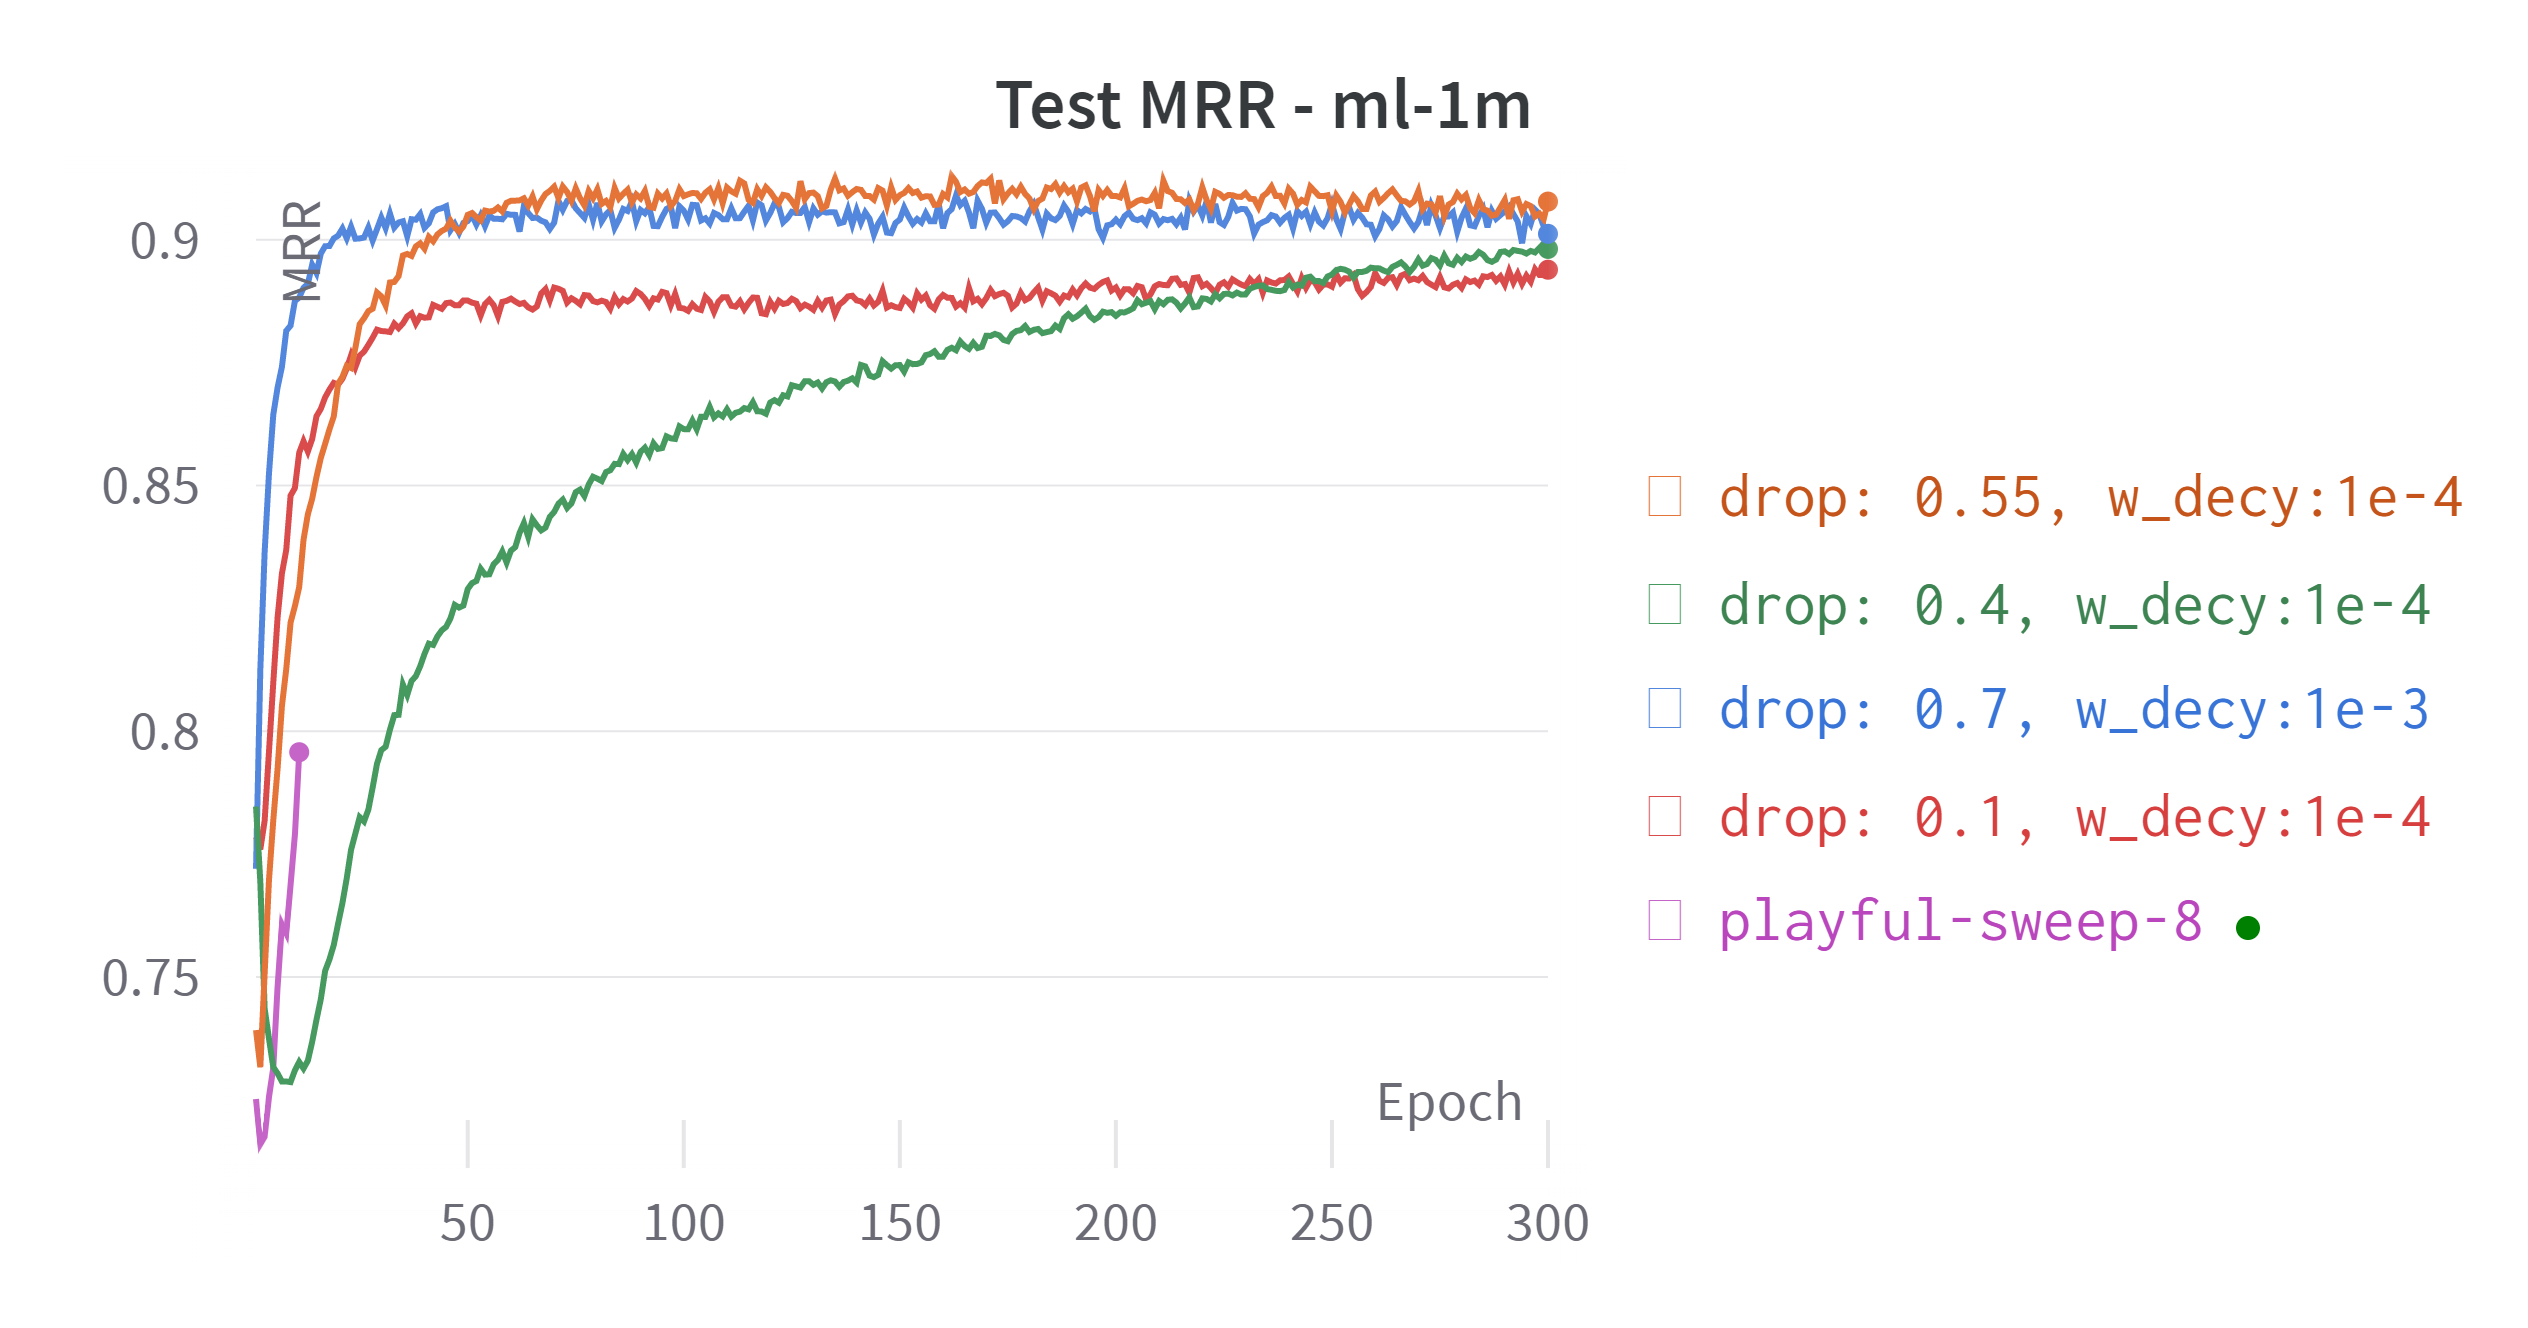 Test MRR - ml-1m
MRR
0.9
0.85
0.8
0.75
Epoch
50 100 150 200 250 300
drop: 0.55, w_decy:1e-4
drop: 0.4, w_decy:1e-4
drop: 0.7, w_decy:1e-3
drop: 0.1, w_decy:1e-4
playful-sweep-8